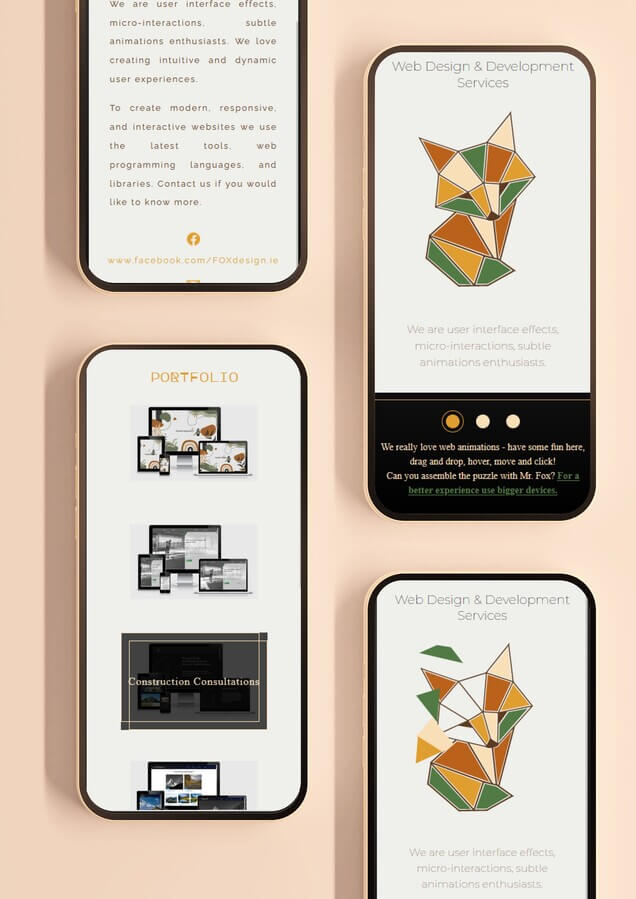 We are user interface effects,
micro-interactions, subtle
animations enthusiasts. We love
creating intuitive and dynamic
user experiences.
To create modern, responsive,
and interactive websites we use
the latest tools, web
programming languages, and
libraries. Contact us if you would
like to know more.
www.facebook.com/FOXdesign.ie
PORTFOLIO
Construction Consultations
Web Design & Development
Services
We are user interface effects,
micro-interactions, subtle
animations enthusiasts.
We really love web animations - have some fun here,
drag and drop, hover, move and click!
Can you assemble the puzzle with Mr. Fox? For a
better experience use bigger devices.
Web Design & Development
Services
We are user interface effects,
micro-interactions, subtle
animations enthusiasts.